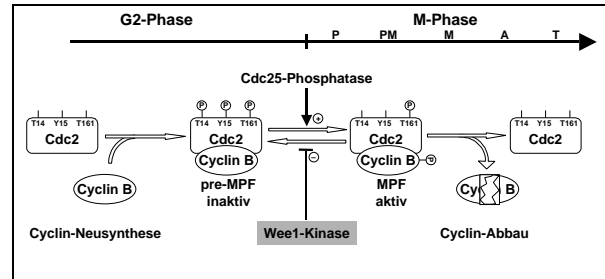 G2-Phase M-Phase
P PM M A T
Cdc25-Phosphatase
P P P P
T14 Y15 T161 T14 Y15 T161 + T14 Y15 T161 T14 Y15 T161
Cdc2 Cdc2 Cdc2 Cdc2
Cyclin B Cyclin B − Cyclin B P Cy B
pre-MPF MPF
inaktiv aktiv
Cyclin-Neusynthese Wee1-Kinase Cyclin-Abbau